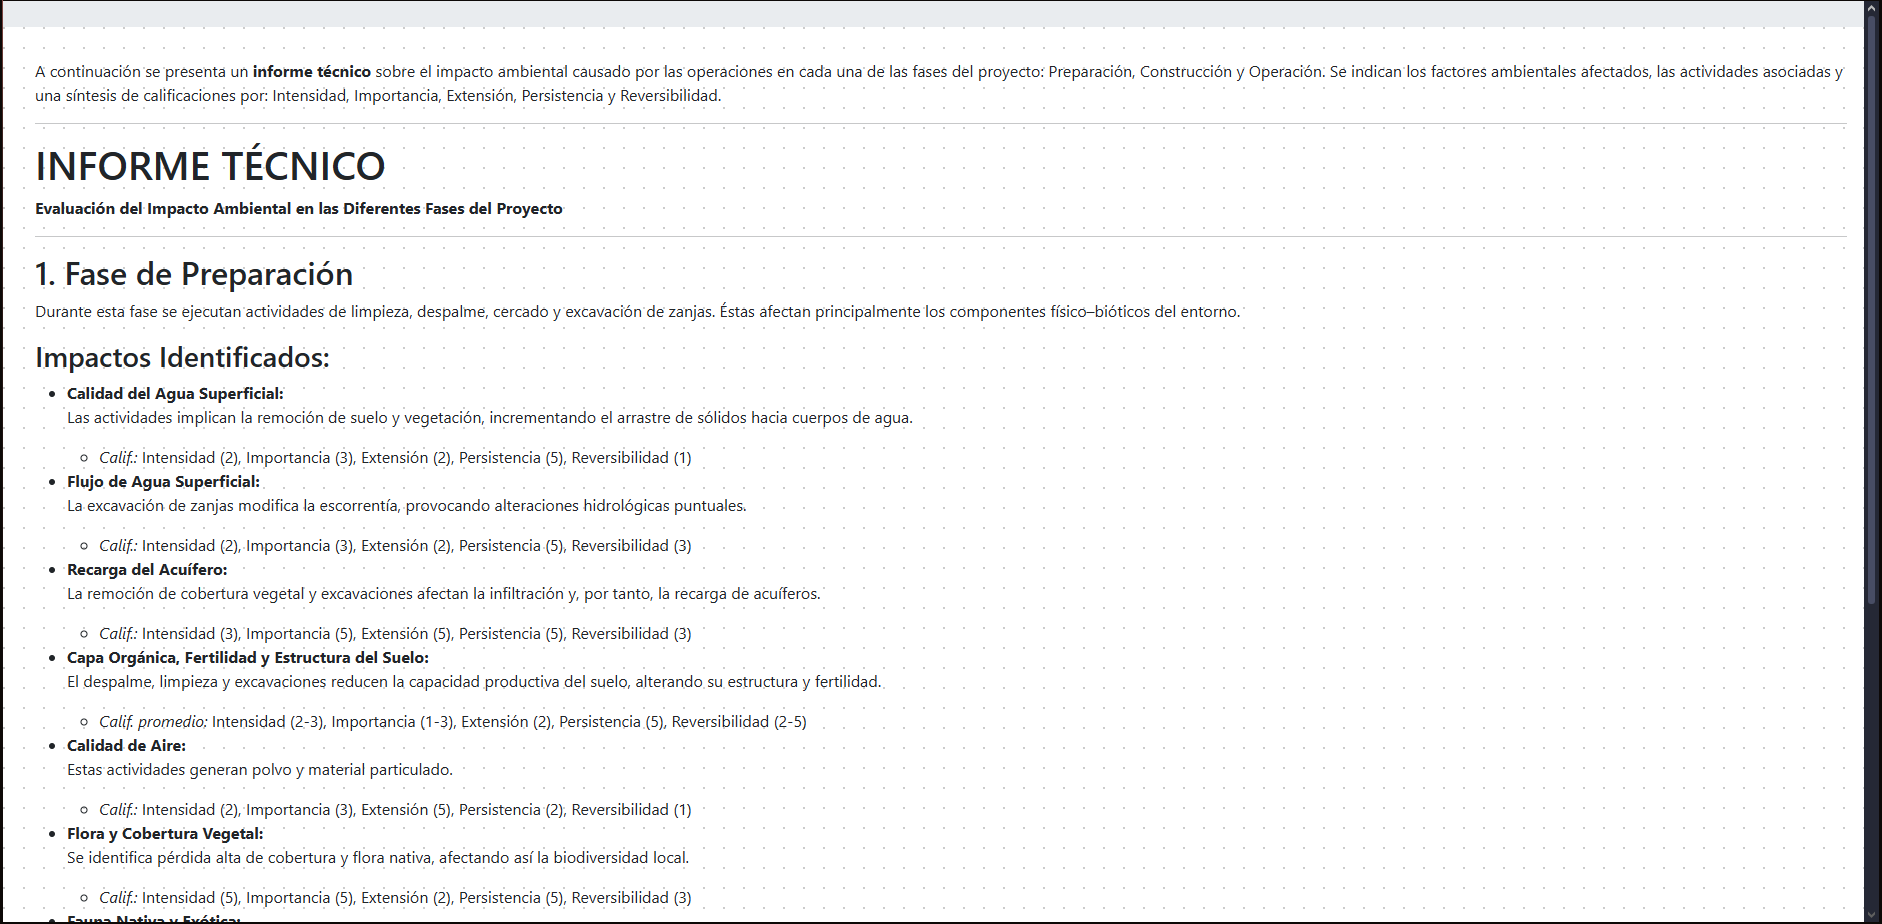 A continuación se presenta un informe técnico sobre el impacto ambiental causado por las operaciones en cada una de las fases del proyecto: Preparación, Construcción y Operación. Se indican los factores ambientales afectados, las actividades asociadas y
una síntesis de calificaciones por: Intensidad, Importancia, Extensión, Persistencia y Reversibilidad.
INFORME TÉCNICO
Evaluación del Impacto Ambiental en las Diferentes Fases del Proyecto
1. Fase de Preparación
Durante esta fase se ejecutan actividades de limpieza, despalme, cercado y excavación de zanjas. Éstas afectan principalmente los componentes físico–bióticos del entorno.
Impactos Identificados:
• Calidad del Agua Superficial:
Las actividades implican la remoción de suelo y vegetación, incrementando el arrastre de sólidos hacia cuerpos de agua.
◦ Calif.: Intensidad (2), Importancia (3), Extensión (2), Persistencia (5), Reversibilidad (1)
• Flujo de Agua Superficial:
La excavación de zanjas modifica la escorrentía, provocando alteraciones hidrológicas puntuales.
◦ Calif.: Intensidad (2), Importancia (3), Extensión (2), Persistencia (5), Reversibilidad (3)
• Recarga del Acuífero:
La remoción de cobertura vegetal y excavaciones afectan la infiltración y, por tanto, la recarga de acuíferos.
◦ Calif.: Intensidad (3), Importancia (5), Extensión (5), Persistencia (5), Reversibilidad (3)
• Capa Orgánica, Fertilidad y Estructura del Suelo:
El despalme, limpieza y excavaciones reducen la capacidad productiva del suelo, alterando su estructura y fertilidad.
◦ Calif. promedio: Intensidad (2-3), Importancia (1-3), Extensión (2), Persistencia (5), Reversibilidad (2-5)
• Calidad de Aire:
Estas actividades generan polvo y material particulado.
◦ Calif.: Intensidad (2), Importancia (3), Extensión (5), Persistencia (2), Reversibilidad (1)
• Flora y Cobertura Vegetal:
Se identifica pérdida alta de cobertura y flora nativa, afectando así la biodiversidad local.
◦ Calif.: Intensidad (5), Importancia (5), Extensión (2), Persistencia (5), Reversibilidad (3)
• Fauna Nativa y Exótica: